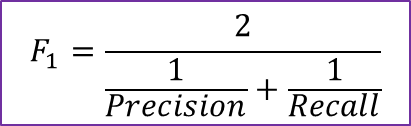 F₁ = 2 / (1/Precision + 1/Recall)